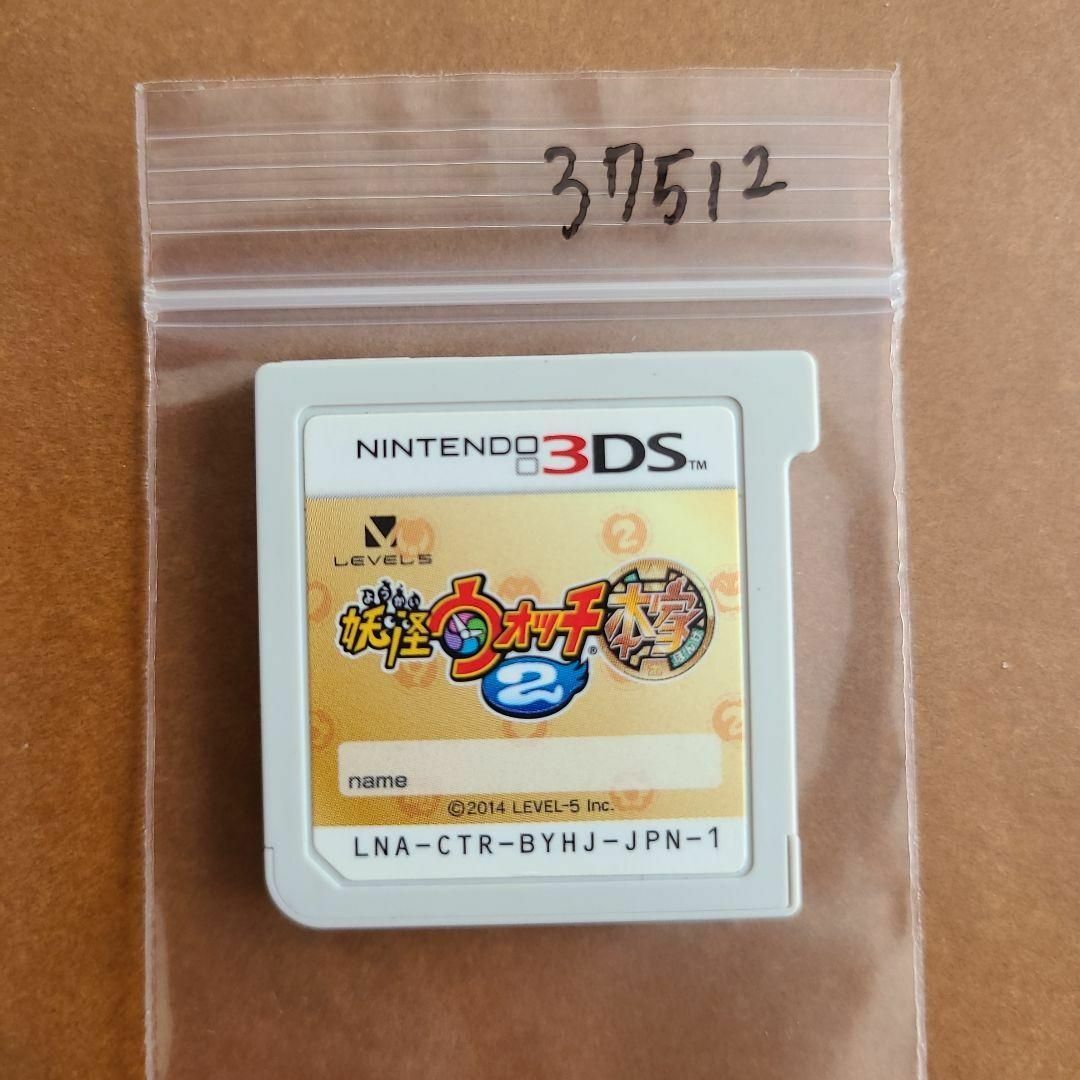 37512
NINTENDO 3DS™
LEVEL5
ようかい
妖怪ウォッチ® 2
本家
ほんけ
name
©2014 LEVEL-5 Inc.
LNA-CTR-BYHJ-JPN-1